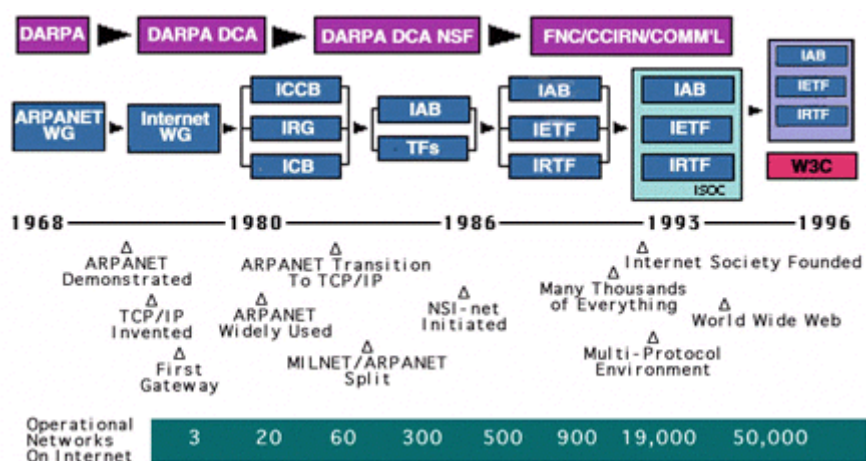 DARPA
DARPA DCA
DARPA DCA NSF
FNC/CCIRN/COMM'L
ARPANET
WG
Internet
WG
ICCB
IRG
ICB
IAB
TFs
IAB
IETF
IRTF
IAB
IETF
IRTF
ISOC
IAB
IETF
IRTF
W3C
1968 1980 1986 1993 1996
ARPANET
Demonstrated
TCP/IP
Invented
First
Gateway
ARPANET Transition
To TCP/IP
ARPANET
Widely Used
MILNET/ARPANET
Split
NSI-net
Initiated
Internet Society Founded
Many Thousands
of Everything
World Wide Web
Multi-Protocol
Environment
Operational
Networks
On Internet
3 20 60 300 500 900 19,000 50,000